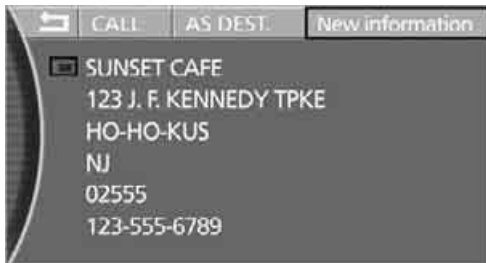 CALL AS DEST. New information
SUNSET CAFE
123 J. F. KENNEDY TPKE
HO-HO-KUS
NJ
02555
123-555-6789